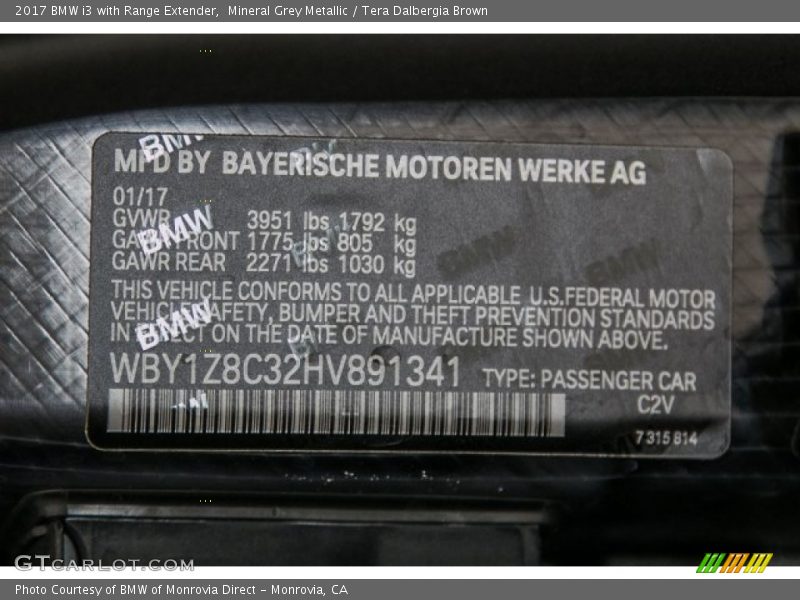 2017 BMW i3 with Range Extender, Mineral Grey Metallic / Tera Dalbergia Brown
BMW
MFD BY BAYERISCHE MOTOREN WERKE AG
01/17
GVWR 3951 lbs 1792 kg
BMW
GAWR FRONT 1775 lbs 805 kg
GAWR REAR 2271 lbs 1030 kg
THIS VEHICLE CONFORMS TO ALL APPLICABLE U.S.FEDERAL MOTOR
VEHICLE SAFETY, BUMPER AND THEFT PREVENTION STANDARDS
BMW
IN EFFECT ON THE DATE OF MANUFACTURE SHOWN ABOVE.
WBY1Z8C32HV891341 TYPE: PASSENGER CAR
C2V
7315814
GTCARLOT.COM
Photo Courtesy of BMW of Monrovia Direct - Monrovia, CA